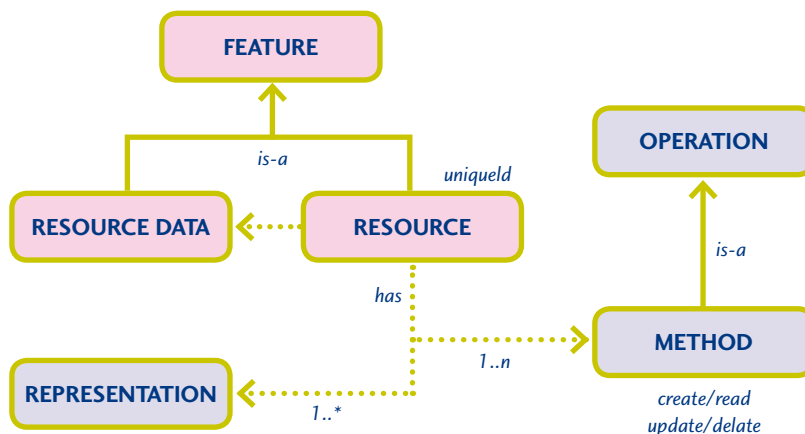 FEATURE
OPERATION
is-a
uniqueId
RESOURCE DATA
RESOURCE
is-a
has
METHOD
1..n
REPRESENTATION
1..*
create/read
update/delate